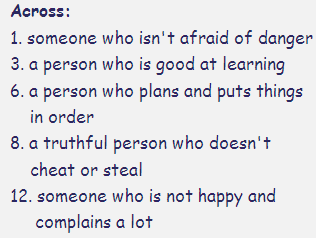 Across:
1. someone who isn't afraid of danger
3. a person who is good at learning
6. a person who plans and puts things
in order
8. a truthful person who doesn't
cheat or steal
12. someone who is not happy and
complains a lot